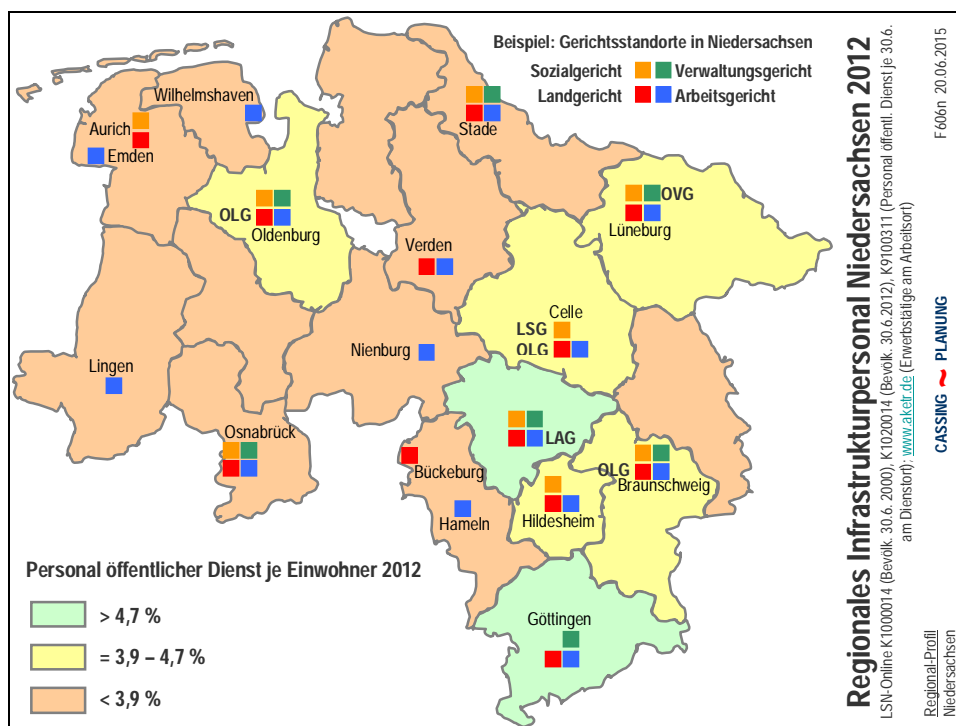 Beispiel: Gerichtsstandorte in Niedersachsen
Sozialgericht Verwaltungsgericht
Landgericht Arbeitsgericht
Wilhelmshaven
Aurich
Emden
Stade
OLG
Oldenburg
OVG
Lüneburg
Verden
Celle
LSG
OLG
Nienburg
Lingen
LAG
Osnabrück
Bückeburg
OLG
Braunschweig
Hameln
Hildesheim
Göttingen
Personal öffentlicher Dienst je Einwohner 2012
> 4,7 %
= 3,9 – 4,7 %
< 3,9 %
Regionales Infrastrukturpersonal Niedersachsen 2012
LSN-Online K1000014 (Bevölk. 30.6. 2000), K1020014 (Bevölk. 30.6.2012), K9100311 (Personal öffentl. Dienst je 30.6.
am Dienstort); www.aketr.de (Erwerbstätige am Arbeitsort)
Regional-Profil
Niedersachsen
CASSING ~ PLANUNG
F606n 20.06.2015